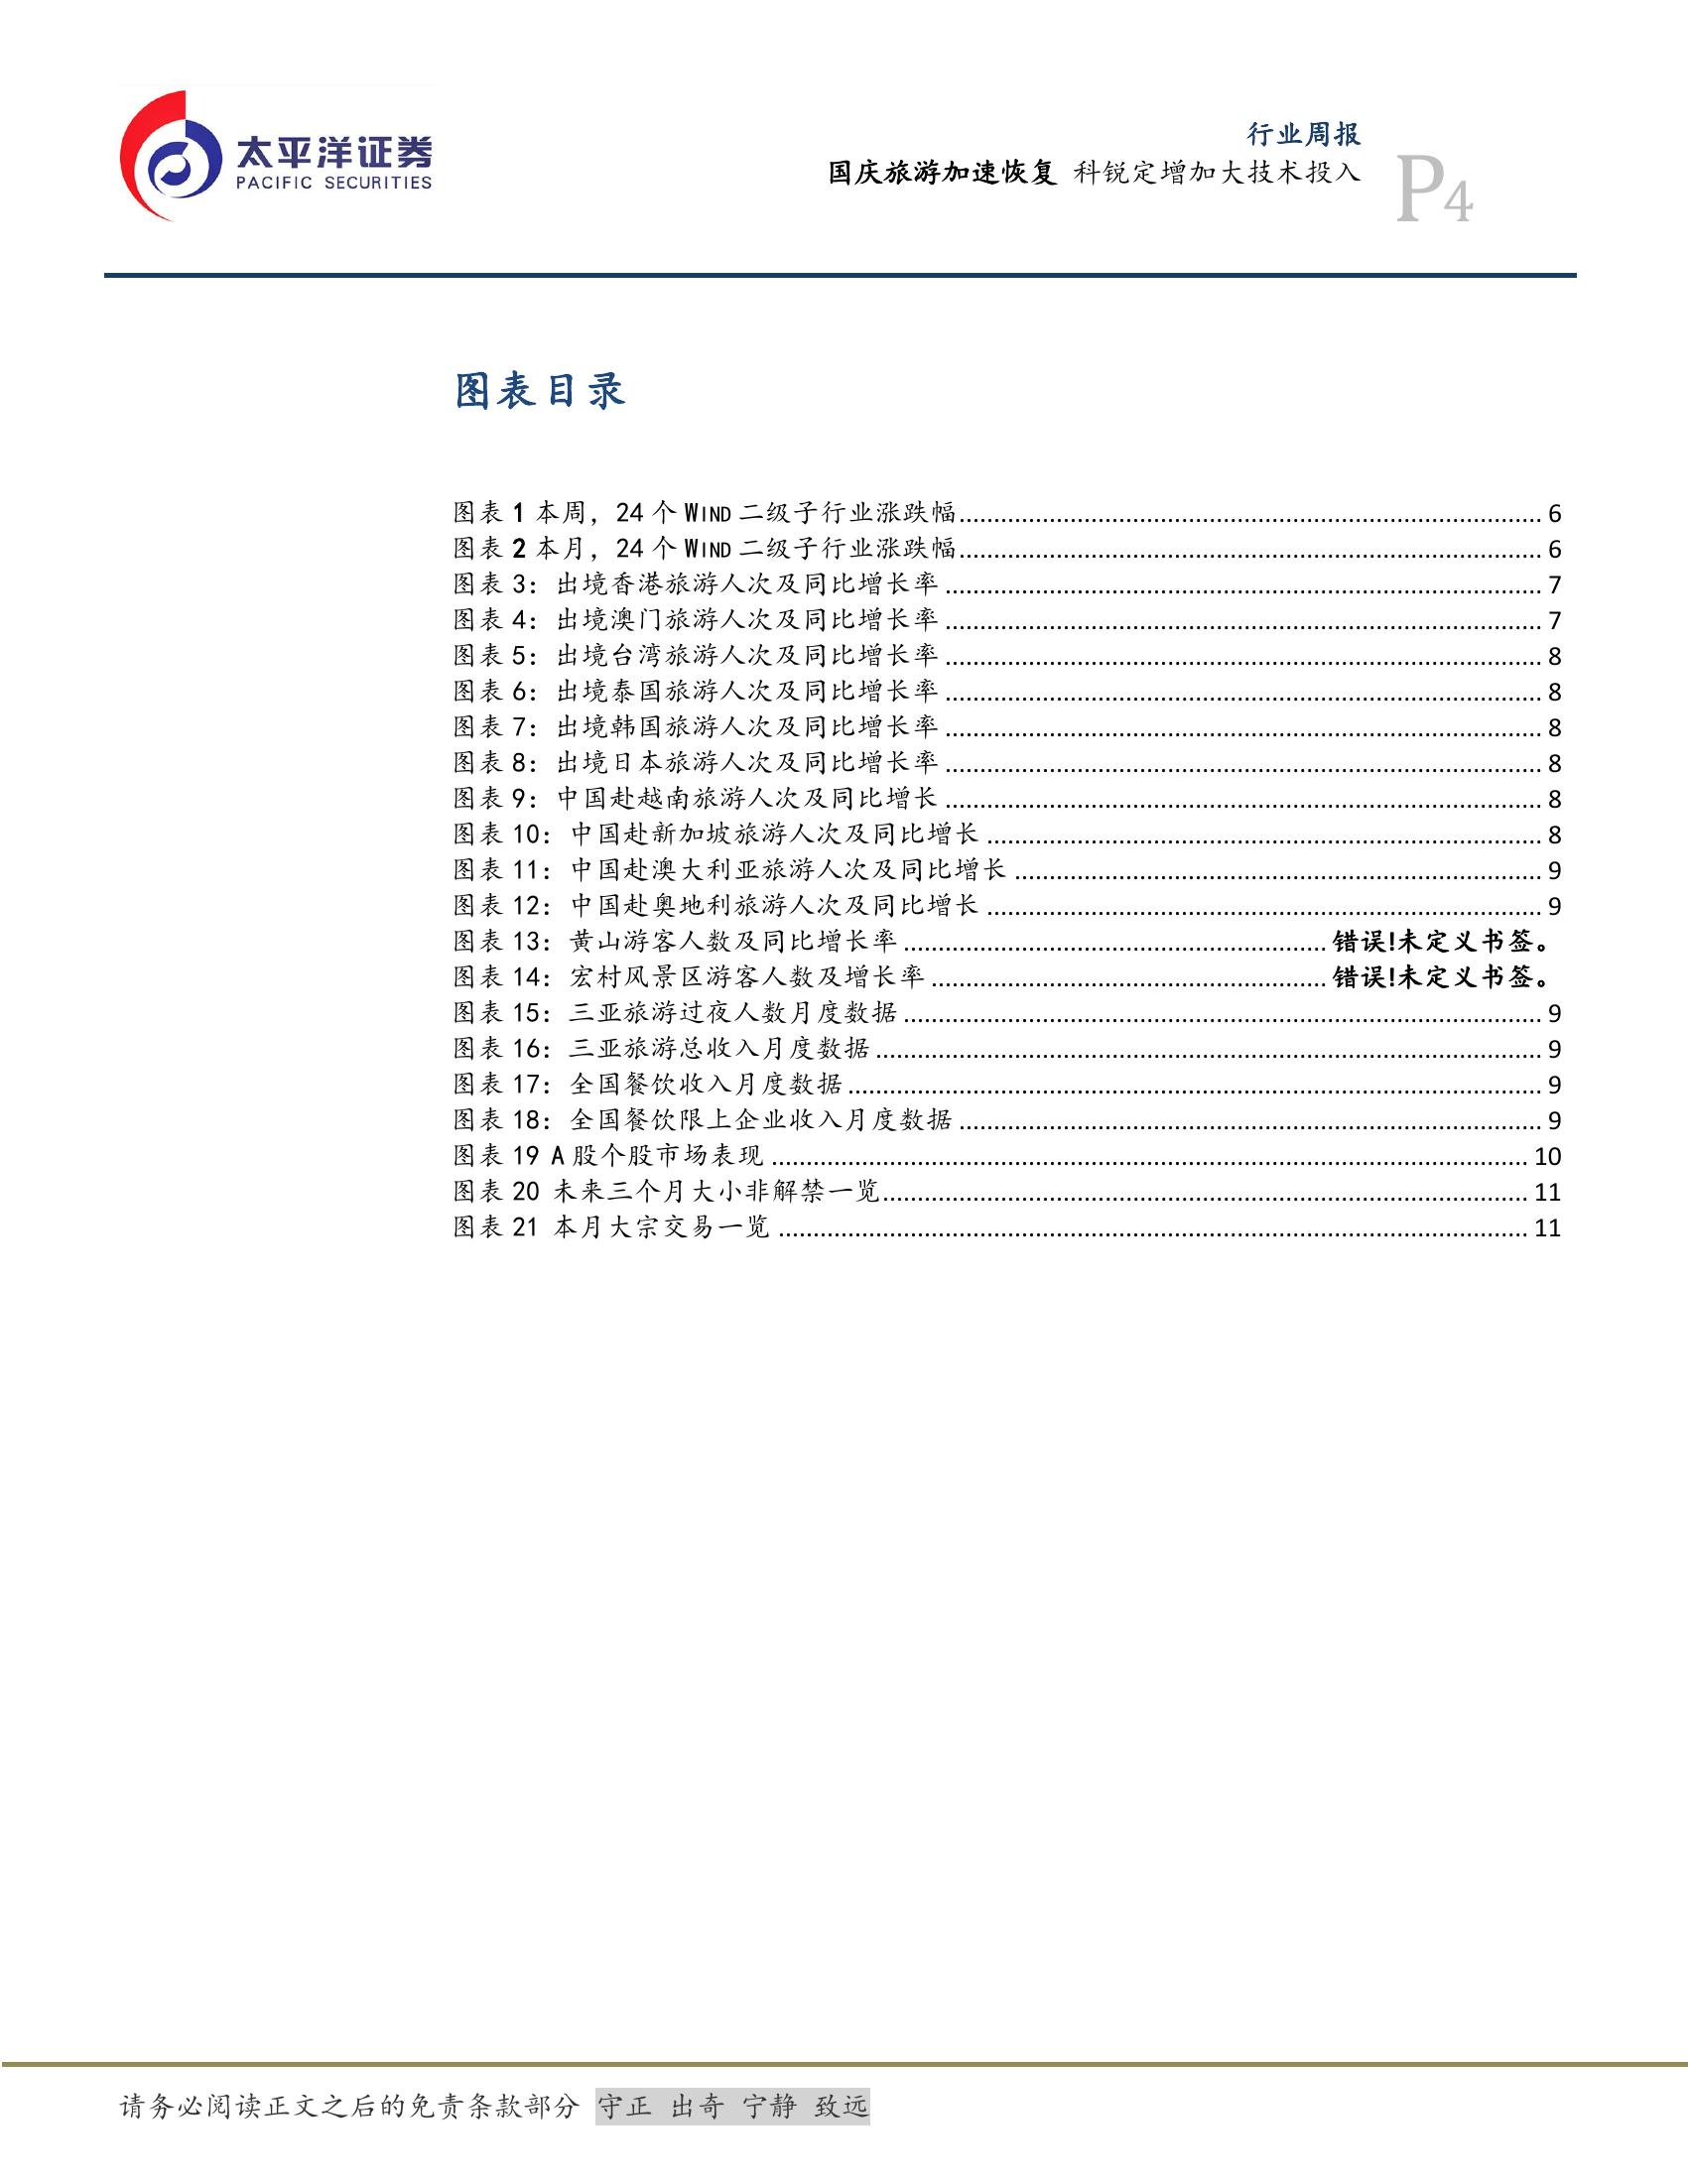 太平洋证券
PACIFIC SECURITIES
行业周报
国庆旅游加速恢复 科锐定增加大技术投入
P4
图表目录
图表 1 本周，24 个 WIND 二级子行业涨跌幅 6
图表 2 本月，24 个 WIND 二级子行业涨跌幅 6
图表 3：出境香港旅游人次及同比增长率 7
图表 4：出境澳门旅游人次及同比增长率 7
图表 5：出境台湾旅游人次及同比增长率 8
图表 6：出境泰国旅游人次及同比增长率 8
图表 7：出境韩国旅游人次及同比增长率 8
图表 8：出境日本旅游人次及同比增长率 8
图表 9：中国赴越南旅游人次及同比增长 8
图表 10：中国赴新加坡旅游人次及同比增长 8
图表 11：中国赴澳大利亚旅游人次及同比增长 9
图表 12：中国赴奥地利旅游人次及同比增长 9
图表 13：黄山游客人数及同比增长率 错误!未定义书签。
图表 14：宏村风景区游客人数及增长率 错误!未定义书签。
图表 15：三亚旅游过夜人数月度数据 9
图表 16：三亚旅游总收入月度数据 9
图表 17：全国餐饮收入月度数据 9
图表 18：全国餐饮限上企业收入月度数据 9
图表 19 A 股个股市场表现 10
图表 20 未来三个月大小非解禁一览 11
图表 21 本月大宗交易一览 11
请务必阅读正文之后的免责条款部分 守正 出奇 宁静 致远